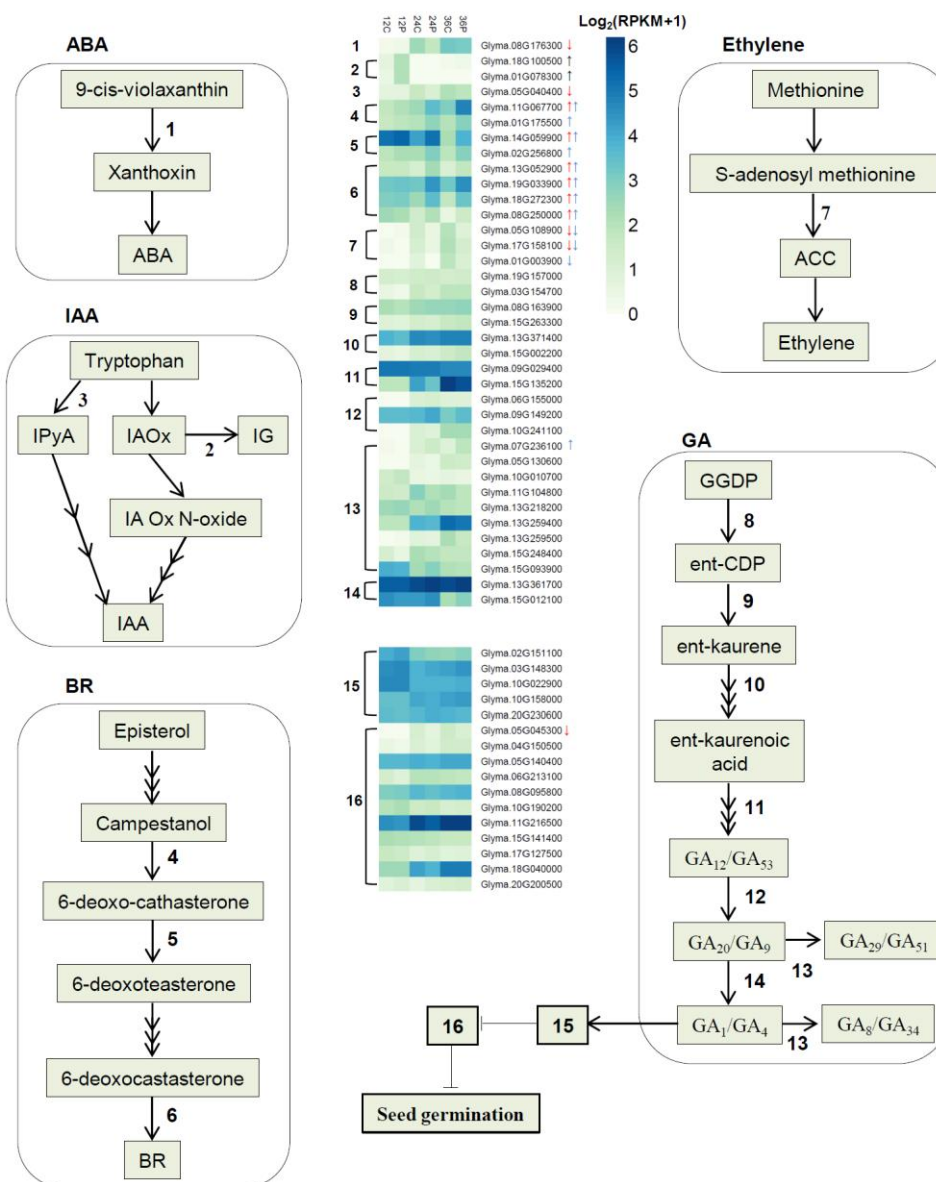 ABA
9-cis-violaxanthin
1
Xanthoxin
ABA
IAA
Tryptophan
3
IPyA
IAOx
2
IG
IA Ox N-oxide
IAA
BR
Episterol
Campestanol
4
6-deoxo-cathasterone
5
6-deoxoteasterone
6-deoxocastasterone
6
BR
12C 12P 24C 24P 36C 36P
Log2(RPKM+1)
6
5
4
3
2
1
0
1
Glyma.08G176300 ↓
2
Glyma.18G100500 ↑
Glyma.01G078300 ↑
3
Glyma.05G040400 ↓
4
Glyma.11G067700 ↑↑
Glyma.01G175500 ↑
5
Glyma.14G059900 ↑↑
Glyma.02G256800 ↑
6
Glyma.13G052900 ↑↑
Glyma.19G033900 ↑↑
Glyma.18G272300 ↑↑
Glyma.08G250000 ↑↑
7
Glyma.05G108900 ↓↓
Glyma.17G158100 ↓↓
Glyma.01G003900 ↓
8
Glyma.19G157000
Glyma.03G154700
9
Glyma.08G163900
Glyma.15G263300
10
Glyma.13G371400
Glyma.15G002200
11
Glyma.09G029400
Glyma.15G135200
12
Glyma.06G155000
Glyma.09G149200
Glyma.10G241100
13
Glyma.07G236100 ↑
Glyma.05G130600
Glyma.10G010700
Glyma.11G104800
Glyma.13G218200
Glyma.13G259400
Glyma.13G259500
Glyma.15G248400
Glyma.15G093900
14
Glyma.13G361700
Glyma.15G012100
15
Glyma.02G151100
Glyma.03G148300
Glyma.10G022900
Glyma.10G158000
Glyma.20G230600
16
Glyma.05G045300 ↓
Glyma.04G150500
Glyma.05G140400
Glyma.06G213100
Glyma.08G095800
Glyma.10G190200
Glyma.11G216500
Glyma.15G141400
Glyma.17G127500
Glyma.18G040000
Glyma.20G200500
Ethylene
Methionine
S-adenosyl methionine
7
ACC
Ethylene
GA
GGDP
8
ent-CDP
9
ent-kaurene
10
ent-kaurenoic
acid
11
GA12/GA53
12
GA20/GA9
13
GA29/GA51
14
GA1/GA4
13
GA8/GA34
15
16
Seed germination